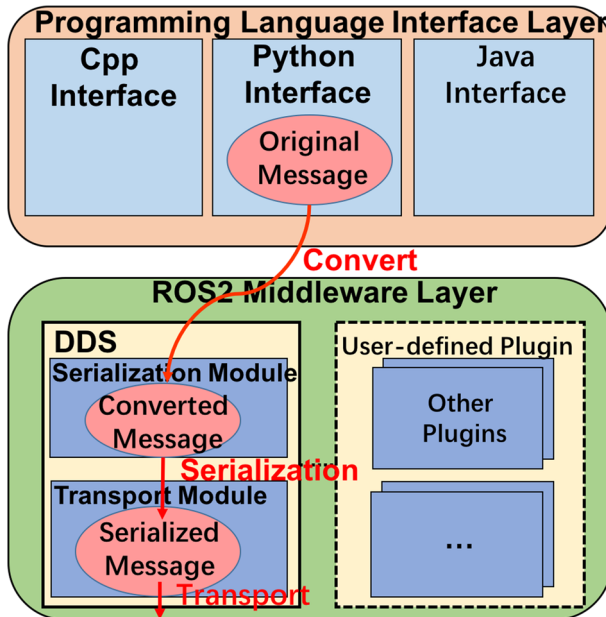 Programming Language Interface Layer
Cpp
Interface
Python
Interface
Java
Interface
Original
Message
Convert
ROS2 Middleware Layer
DDS
User-defined Plugin
Serialization Module
Converted
Message
Other
Plugins
Serialization
Transport Module
Serialized
Message
...
Transport